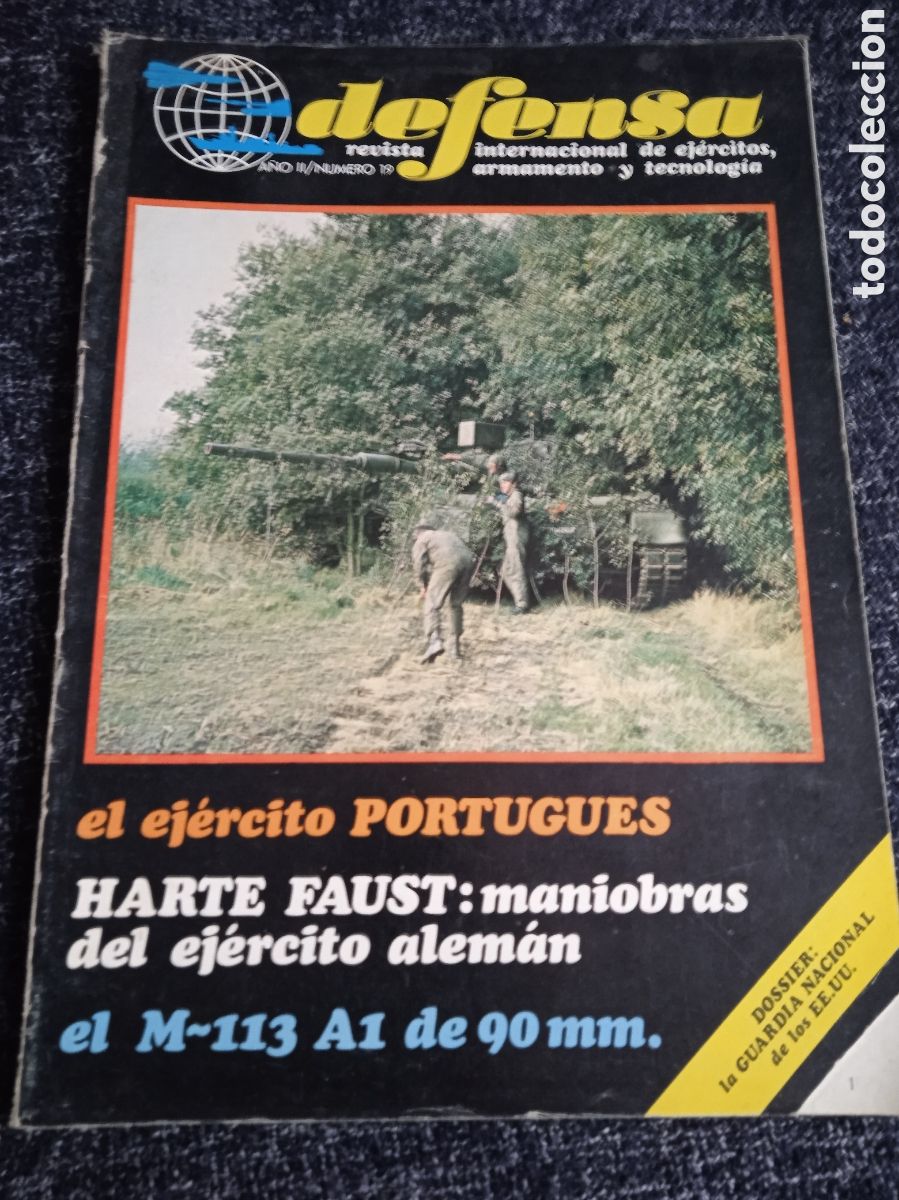 defensa
revista internacional de ejércitos,
armamento y tecnología
AÑO II/NUMERO 19
el ejército PORTUGUES
HARTE FAUST: maniobras
del ejército alemán
el M-113 A1 de 90 mm.
DOSSIER:
la GUARDIA NACIONAL
de los EE.UU.
1
todocoleccion